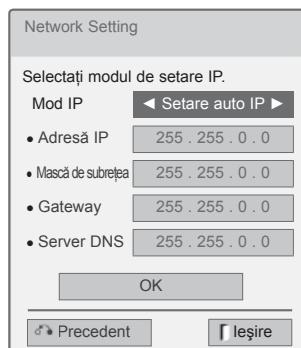 Network Setting
Selectați modul de setare IP.
Mod IP ◄ Setare auto IP ►
• Adresă IP 255 . 255 . 0 . 0
• Mască de subrețea 255 . 255 . 0 . 0
• Gateway 255 . 255 . 0 . 0
• Server DNS 255 . 255 . 0 . 0
OK
Precedent Ieşire